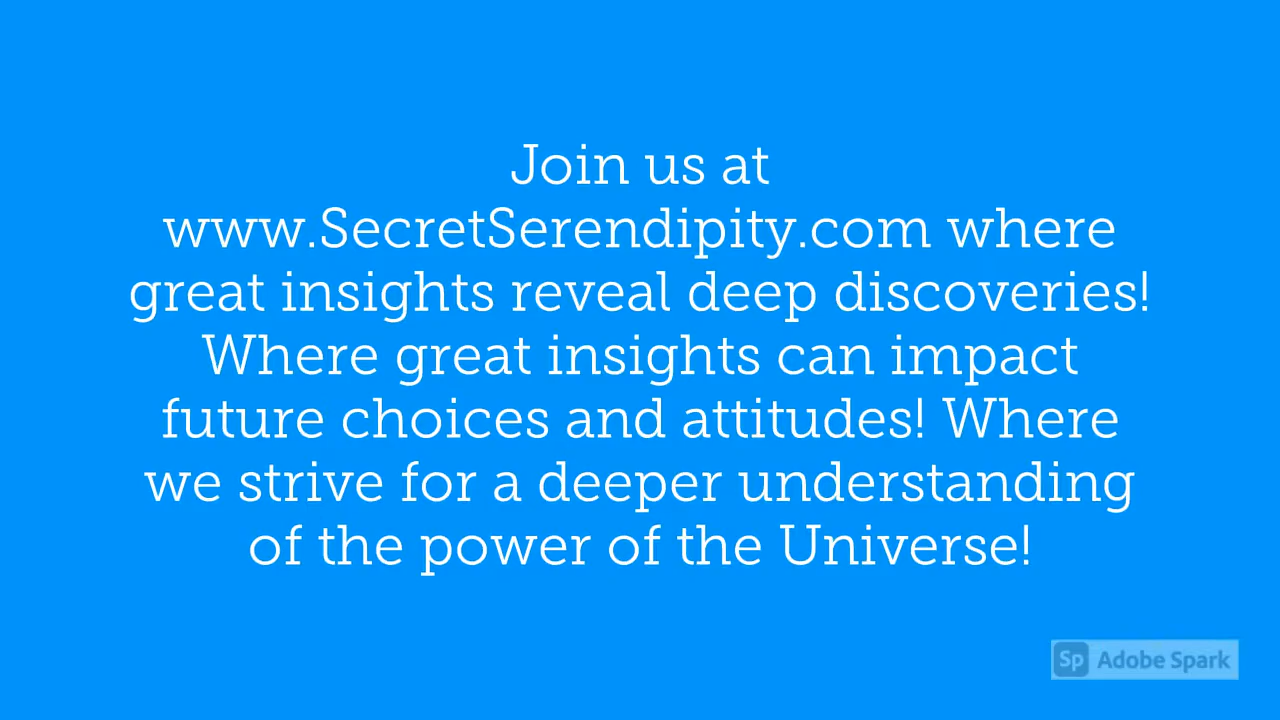 Join us at
www.SecretSerendipity.com where
great insights reveal deep discoveries!
Where great insights can impact
future choices and attitudes! Where
we strive for a deeper understanding
of the power of the Universe!
Sp Adobe Spark